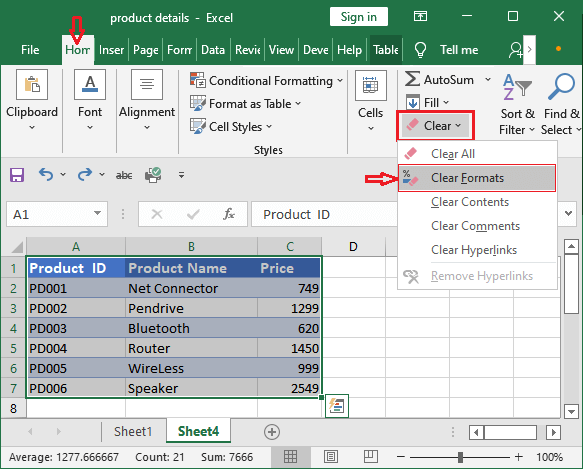 product details - Excel
Sign in
File Hom Inser Page Form Data Revie View Deve Help Table Tell me
Clipboard
Font
Alignment
Conditional Formatting
Format as Table
Cell Styles
Styles
Cells
AutoSum
Fill
Clear
Sort & Filter
Find & Select
Clear All
Clear Formats
Clear Contents
Clear Comments
Clear Hyperlinks
Remove Hyperlinks
abc
A1
fx
Product ID
A B C D
1 Product ID Product Name Price
2 PD001 Net Connector 749
3 PD002 Pendrive 1299
4 PD003 Bluetooth 620
5 PD004 Router 1450
6 PD005 WireLess 999
7 PD006 Speaker 2549
8
Sheet1 Sheet4
Average: 1277.666667 Count: 21 Sum: 7666 100%